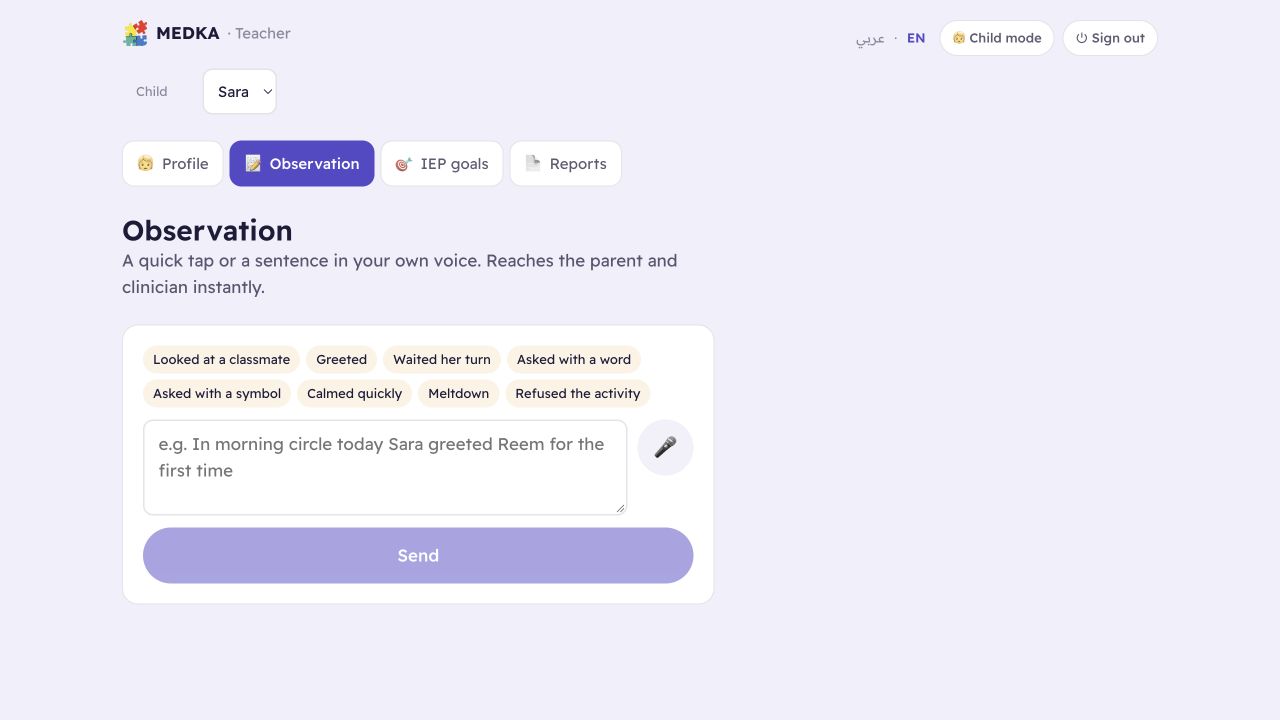 MEDKA · Teacher
عربي · EN
Child mode
Sign out
Child
Sara
Profile
Observation
IEP goals
Reports
Observation
A quick tap or a sentence in your own voice. Reaches the parent and
clinician instantly.
Looked at a classmate
Greeted
Waited her turn
Asked with a word
Asked with a symbol
Calmed quickly
Meltdown
Refused the activity
e.g. In morning circle today Sara greeted Reem for the
first time
Send